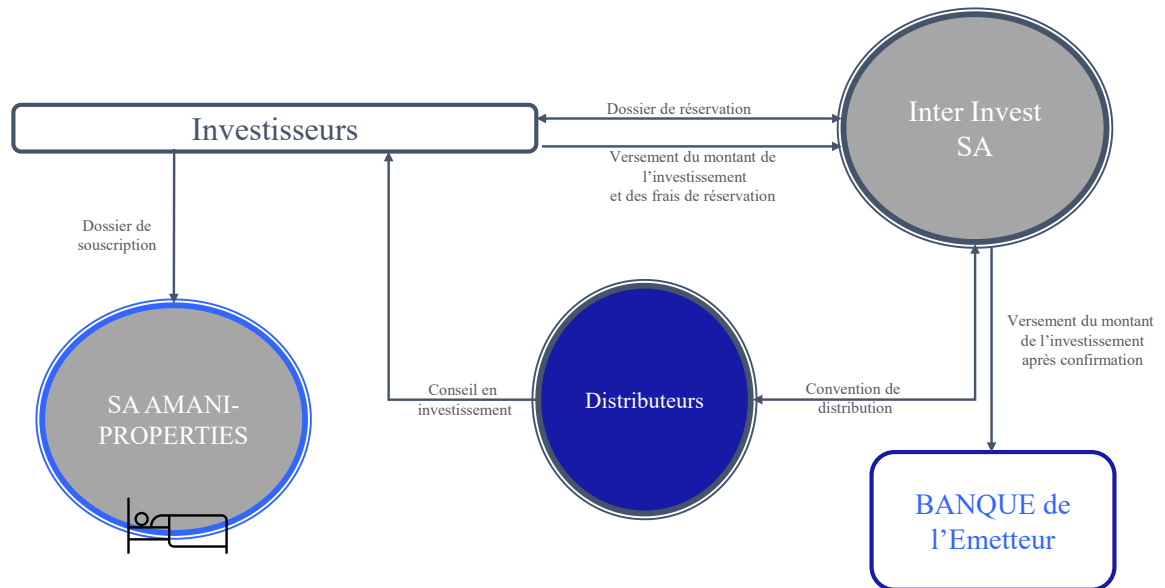 Dossier de réservation
Inter Invest
SA
Investisseurs
Versement du montant de
l’investissement
et des frais de réservation
Dossier de
souscription
Versement du montant
de l’investissement
après confirmation
SA AMANI-
PROPERTIES
Conseil en
investissement
Distributeurs
Convention de
distribution
BANQUE de
l’Emetteur